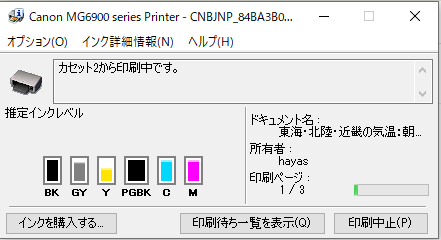 Canon MG6900 series Printer - CNBJNP_84BA3B0...
オプション(O) インク詳細情報(N) ヘルプ(H)
カセット2から印刷中です。
推定インクレベル
BK GY Y PGBK C M
ドキュメント名 :
東海・北陸・近畿の気温：朝...
所有者 :
hayas
印刷ページ :
1 / 3
インクを購入する... 印刷待ち一覧を表示(Q) 印刷中止(P)